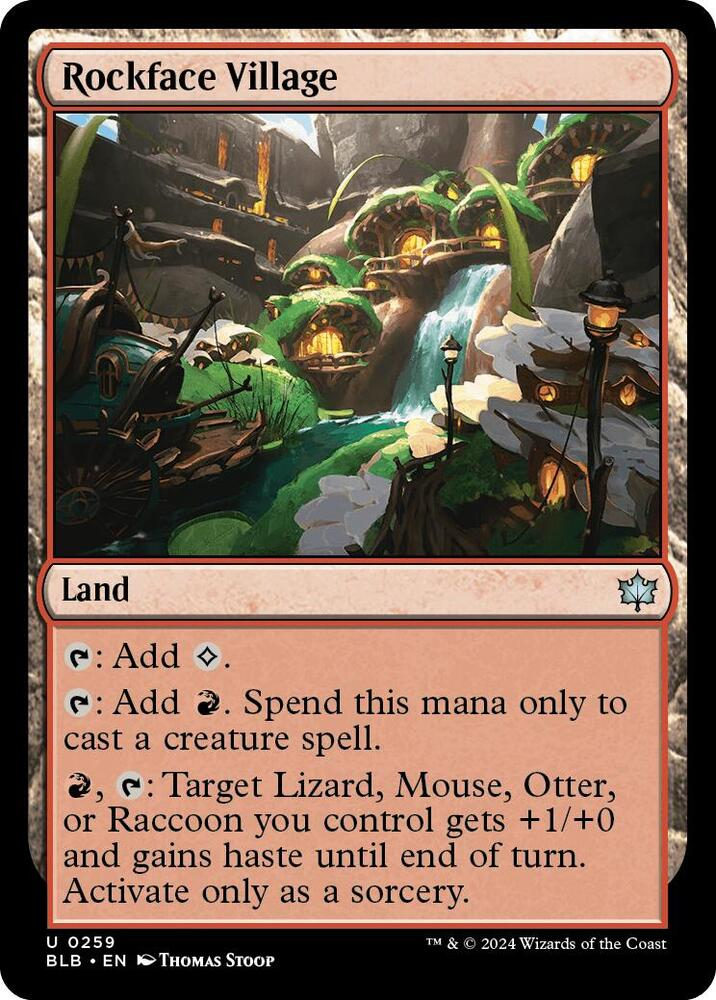 Rockface Village
Land
: Add .
: Add . Spend this mana only to
cast a creature spell.
, : Target Lizard, Mouse, Otter,
or Raccoon you control gets +1/+0
and gains haste until end of turn.
Activate only as a sorcery.
U 0259
BLB • EN Thomas Stoop
™ & © 2024 Wizards of the Coast